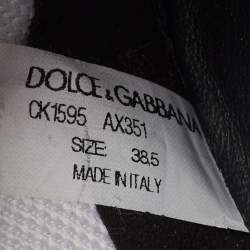 DOLCE & GABBANA
CK1595 AX351
SIZE: 38,5
MADE IN ITALY